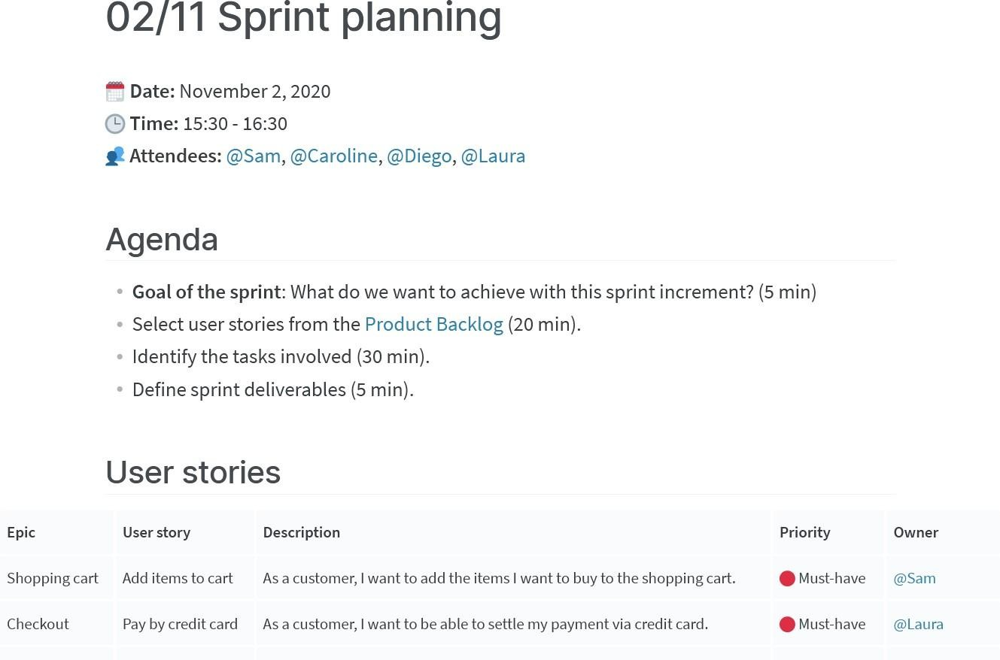 02/11 Sprint planning
Date: November 2, 2020
Time: 15:30 - 16:30
Attendees: @Sam, @Caroline, @Diego, @Laura
Agenda
Goal of the sprint: What do we want to achieve with this sprint increment? (5 min)
Select user stories from the Product Backlog (20 min).
Identify the tasks involved (30 min).
Define sprint deliverables (5 min).
User stories
Epic User story Description Priority Owner
Shopping cart Add items to cart As a customer, I want to add the items I want to buy to the shopping cart. Must-have @Sam
Checkout Pay by credit card As a customer, I want to be able to settle my payment via credit card. Must-have @Laura